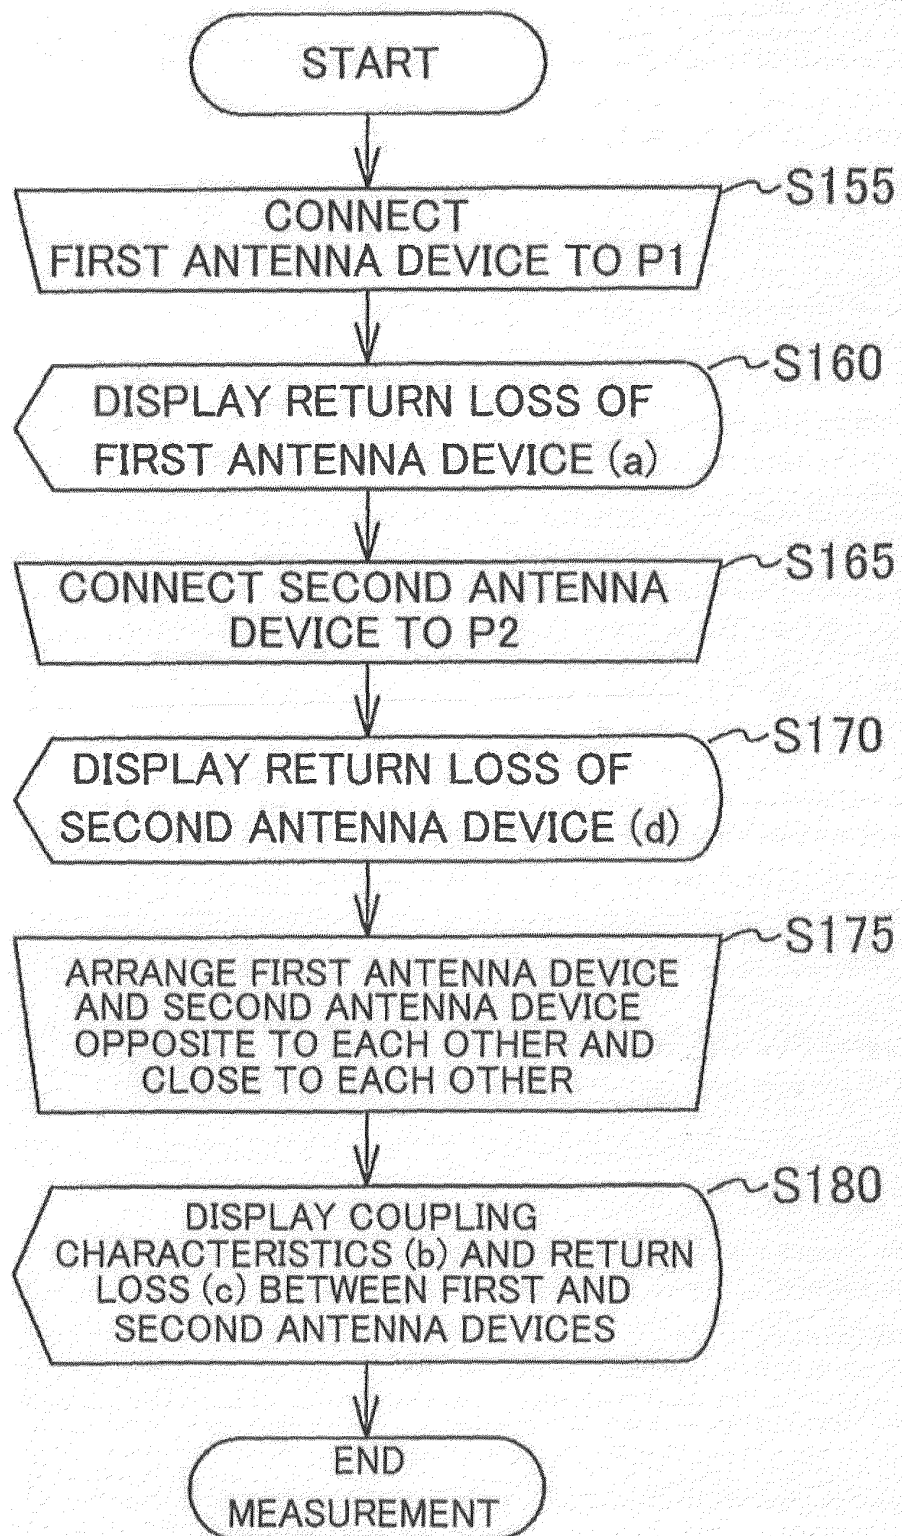 START
S155
CONNECT
FIRST ANTENNA DEVICE TO P1
S160
DISPLAY RETURN LOSS OF
FIRST ANTENNA DEVICE (a)
S165
CONNECT SECOND ANTENNA
DEVICE TO P2
S170
DISPLAY RETURN LOSS OF
SECOND ANTENNA DEVICE (d)
S175
ARRANGE FIRST ANTENNA DEVICE
AND SECOND ANTENNA DEVICE
OPPOSITE TO EACH OTHER AND
CLOSE TO EACH OTHER
S180
DISPLAY COUPLING
CHARACTERISTICS (b) AND RETURN
LOSS (c) BETWEEN FIRST AND
SECOND ANTENNA DEVICES
END
MEASUREMENT